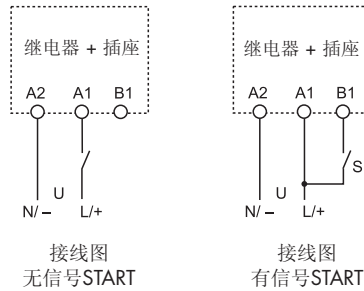 继电器 + 插座
A2 A1 B1
U
N/− L/+
接线图
无信号START
继电器 + 插座
A2 A1 B1
S
U
N/− L/+
接线图
有信号START